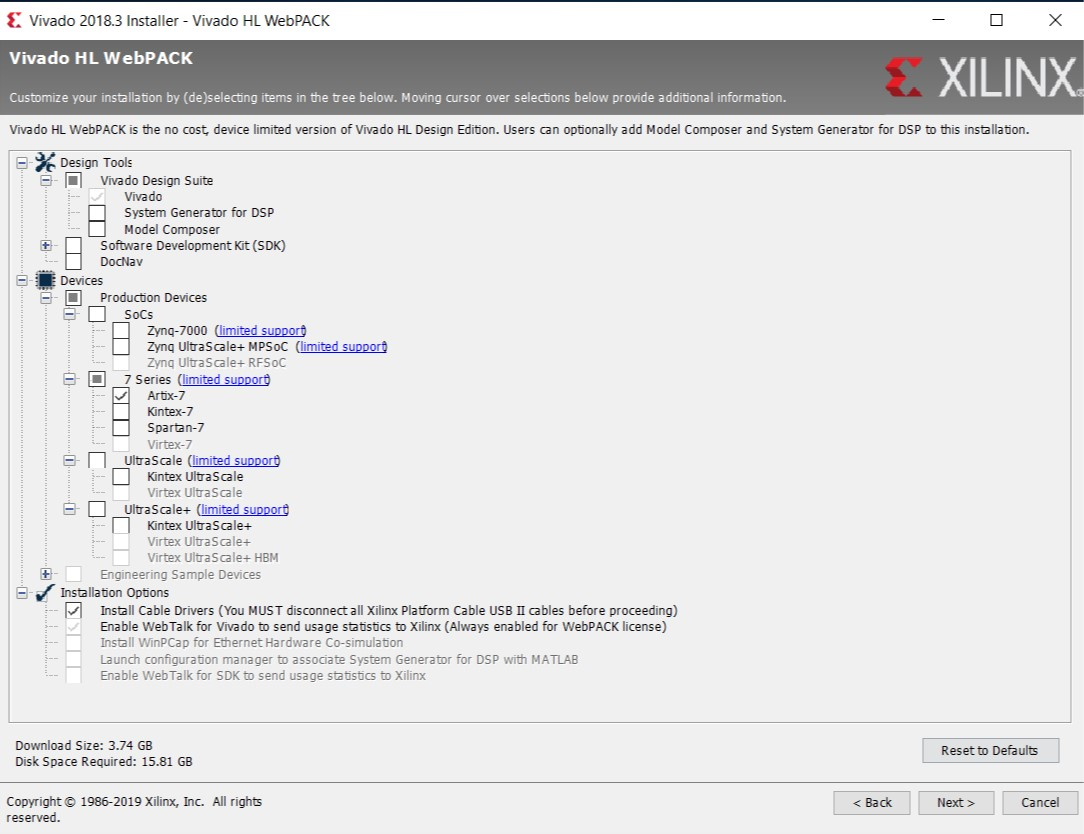 Vivado 2018.3 Installer - Vivado HL WebPACK
Vivado HL WebPACK
XILINX®
Customize your installation by (de)selecting items in the tree below. Moving cursor over selections below provide additional information.
Vivado HL WebPACK is the no cost, device limited version of Vivado HL Design Edition. Users can optionally add Model Composer and System Generator for DSP to this installation.
Design Tools
Vivado Design Suite
Vivado
System Generator for DSP
Model Composer
Software Development Kit (SDK)
DocNav
Devices
Production Devices
SoCs
Zynq-7000 (limited support)
Zynq UltraScale+ MPSoC (limited support)
Zynq UltraScale+ RFSoC
7 Series (limited support)
Artix-7
Kintex-7
Spartan-7
Virtex-7
UltraScale (limited support)
Kintex UltraScale
Virtex UltraScale
UltraScale+ (limited support)
Kintex UltraScale+
Virtex UltraScale+
Virtex UltraScale+ HBM
Engineering Sample Devices
Installation Options
Install Cable Drivers (You MUST disconnect all Xilinx Platform Cable USB II cables before proceeding)
Enable WebTalk for Vivado to send usage statistics to Xilinx (Always enabled for WebPACK license)
Install WinPCap for Ethernet Hardware Co-simulation
Launch configuration manager to associate System Generator for DSP with MATLAB
Enable WebTalk for SDK to send usage statistics to Xilinx
Download Size: 3.74 GB
Disk Space Required: 15.81 GB
Reset to Defaults
Copyright © 1986-2019 Xilinx, Inc. All rights
reserved.
< Back
Next >
Cancel